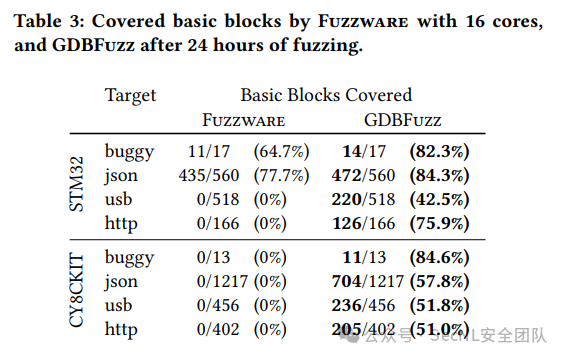 Table 3: Covered basic blocks by FUZZWARE with 16 cores,
and GDBFUZZ after 24 hours of fuzzing.
Target Basic Blocks Covered
FUZZWARE GDBFUZZ
STM32
buggy 11/17 (64.7%) 14/17 (82.3%)
json 435/560 (77.7%) 472/560 (84.3%)
usb 0/518 (0%) 220/518 (42.5%)
http 0/166 (0%) 126/166 (75.9%)
CY8CKIT
buggy 0/13 (0%) 11/13 (84.6%)
json 0/1217 (0%) 704/1217 (57.8%)
usb 0/456 (0%) 236/456 (51.8%)
http 0/402 (0%) 205/402 (51.0%)
公众号 · SecIL安全团队